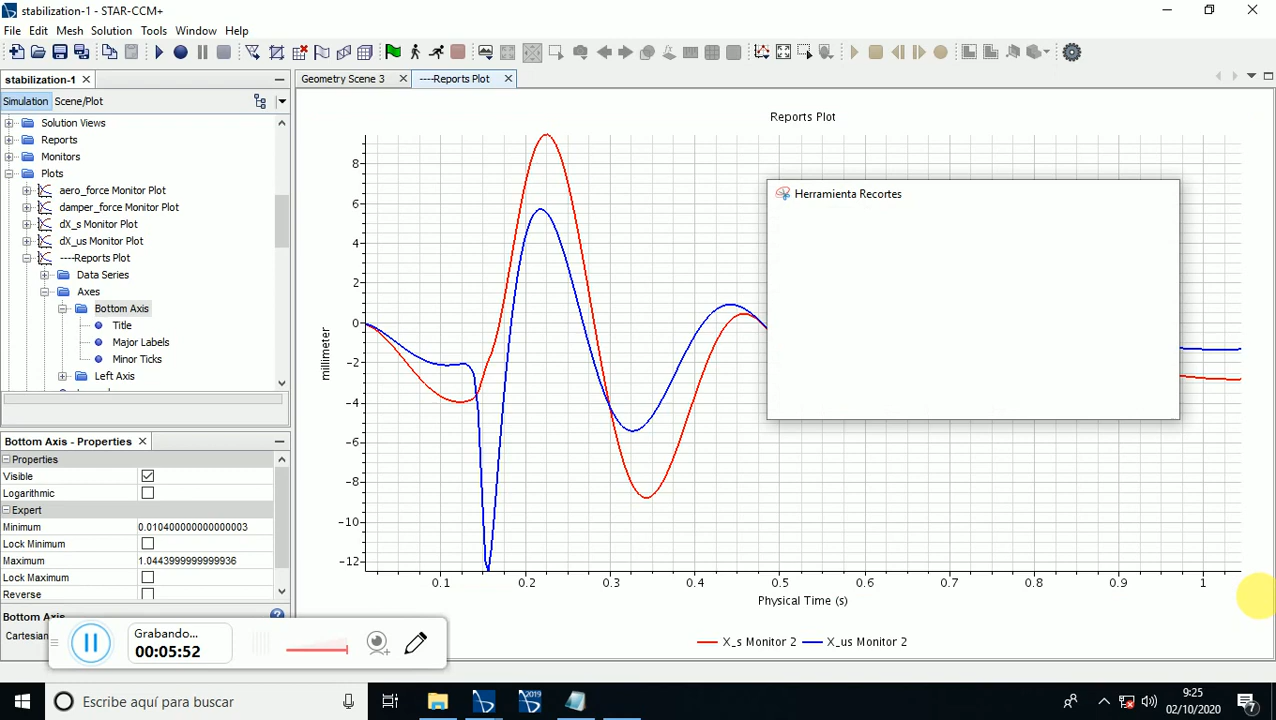 stabilization-1 - STAR-CCM+
File Edit Mesh Solution Tools Window Help
stabilization-1
Geometry Scene 3
----Reports Plot
Simulation Scene/Plot
Solution Views
Reports
Monitors
Plots
aero_force Monitor Plot
damper_force Monitor Plot
dX_s Monitor Plot
dX_us Monitor Plot
----Reports Plot
Data Series
Axes
Bottom Axis
Title
Major Labels
Minor Ticks
Left Axis
Bottom Axis - Properties
Properties
Visible
Logarithmic
Expert
Minimum 0.010400000000000003
Lock Minimum
Maximum 1.0443999999999936
Lock Maximum
Reverse
Bottom Axis
Cartesian
Grabando...
00:05:52
Reports Plot
Herramienta Recortes
millimeter
8
6
4
2
0
-2
-4
-6
-8
-10
-12
0.1 0.2 0.3 0.4 0.5 0.6 0.7 0.8 0.9 1
Physical Time (s)
X_s Monitor 2 X_us Monitor 2
Escribe aquí para buscar
2019
9:25
02/10/2020
7